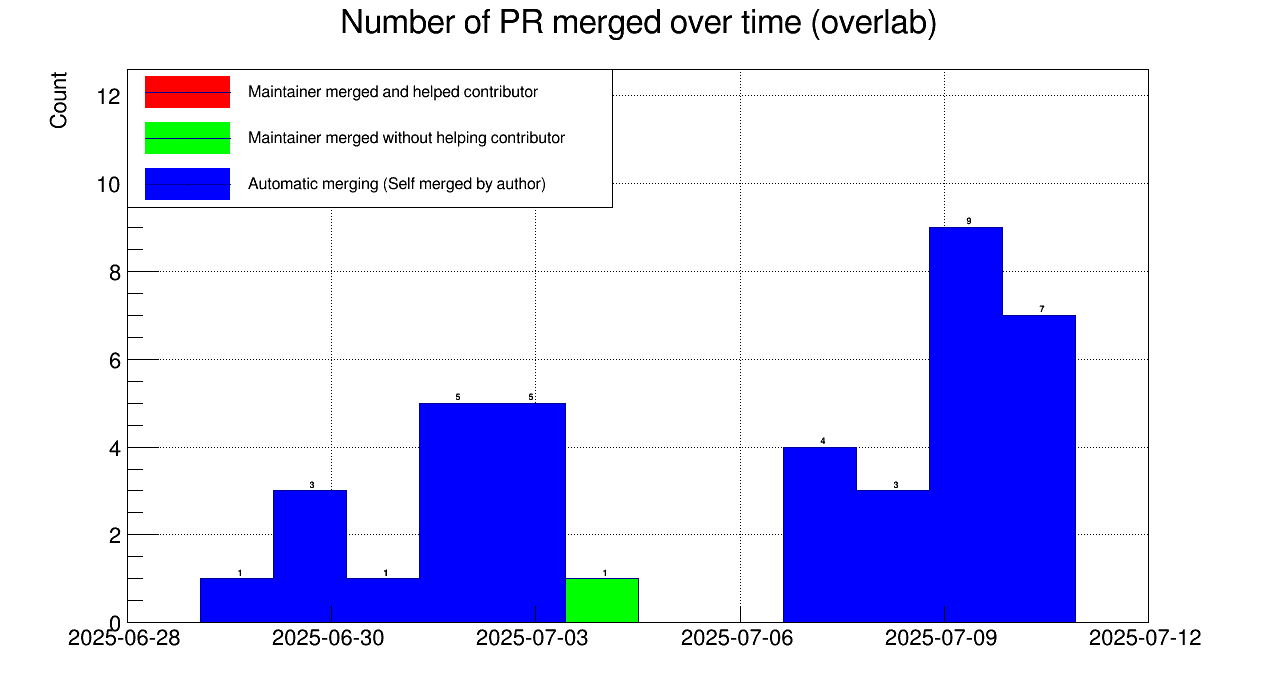 Number of PR merged over time (overlab)
Count
Maintainer merged and helped contributor
Maintainer merged without helping contributor
Automatic merging (Self merged by author)
12
10
8
6
4
2
0
9
7
5 5
4
3 3
1 1 1
2025-06-28 2025-06-30 2025-07-03 2025-07-06 2025-07-09 2025-07-12